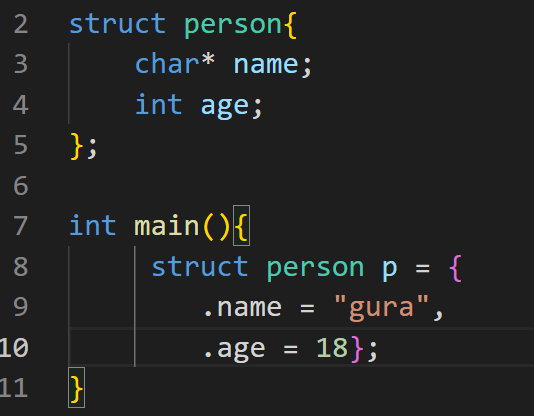 2 struct person{
3     char* name;
4     int age;
5 };
6
7 int main(){
8      struct person p = {
9         .name = "gura",
10         .age = 18};
11 }